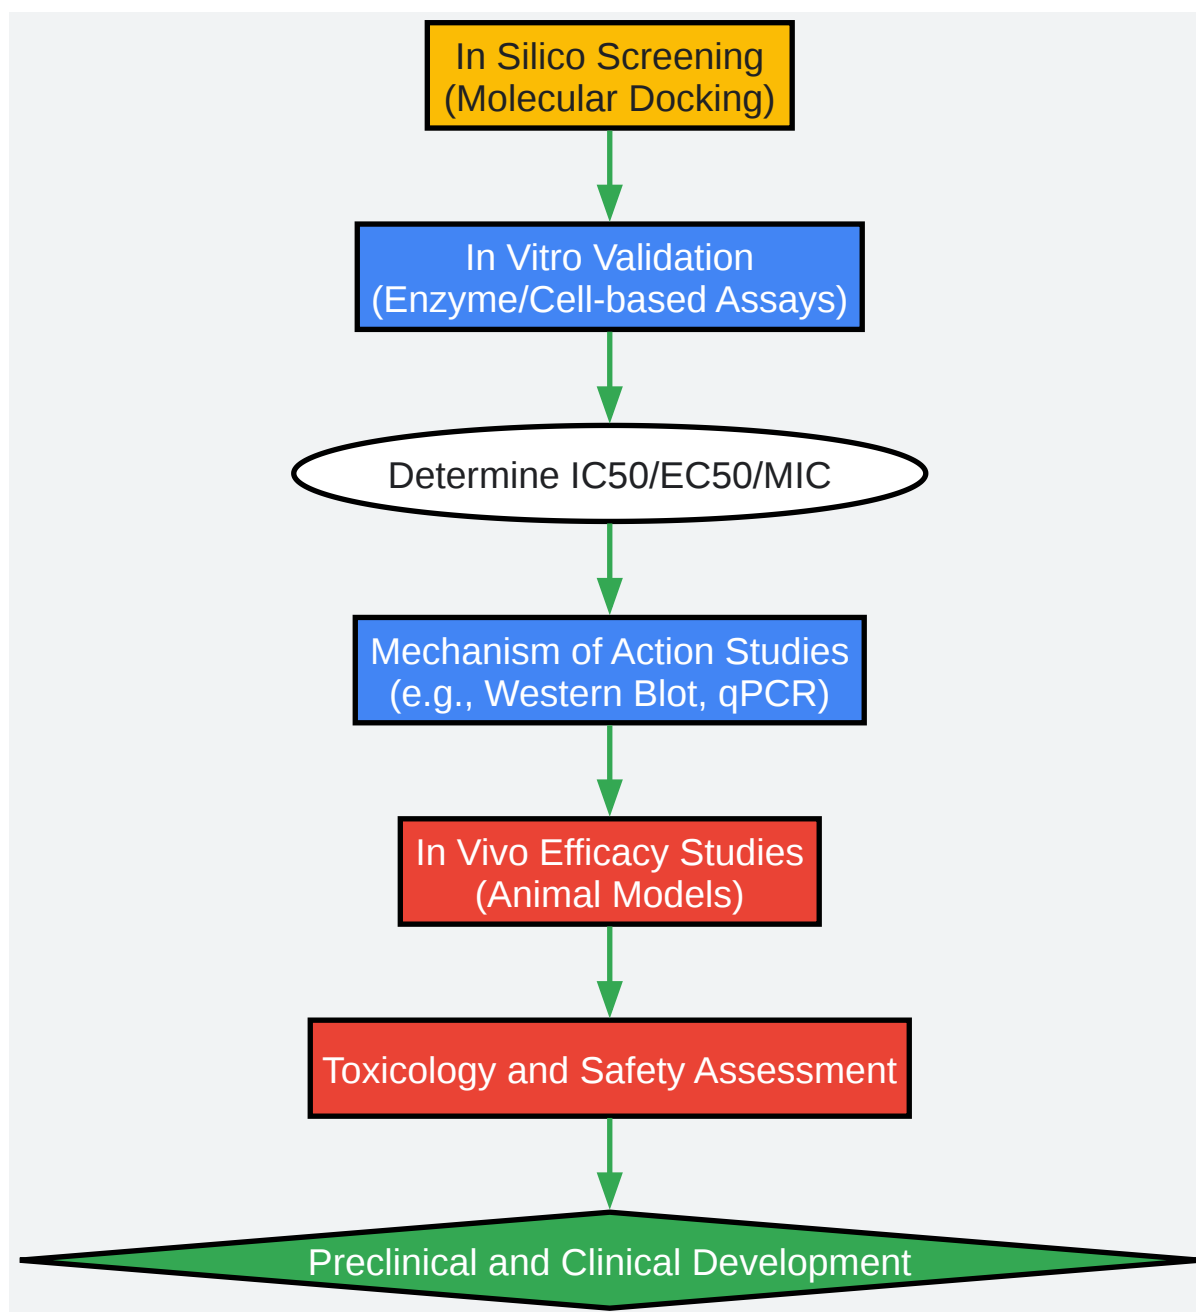 In Silico Screening
(Molecular Docking)
In Vitro Validation
(Enzyme/Cell-based Assays)
Determine IC50/EC50/MIC
Mechanism of Action Studies
(e.g., Western Blot, qPCR)
In Vivo Efficacy Studies
(Animal Models)
Toxicology and Safety Assessment
Preclinical and Clinical Development